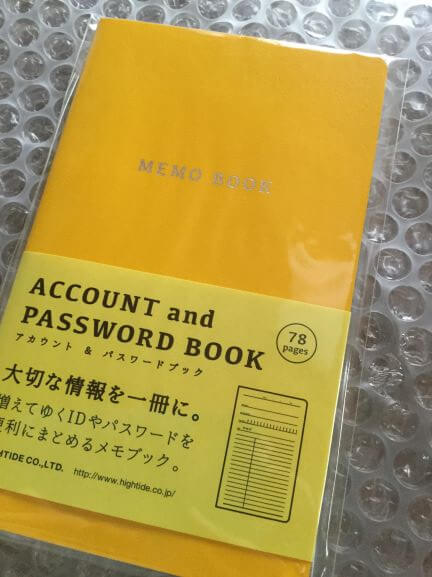 MEMO BOOK
ACCOUNT and
PASSWORD BOOK
アカウント & パスワードブック
78
pages
大切な情報を一冊に。
増えてゆくIDやパスワードを
便利にまとめるメモブック。
HIGHTIDE CO.,LTD. http://www.hightide.co.jp/